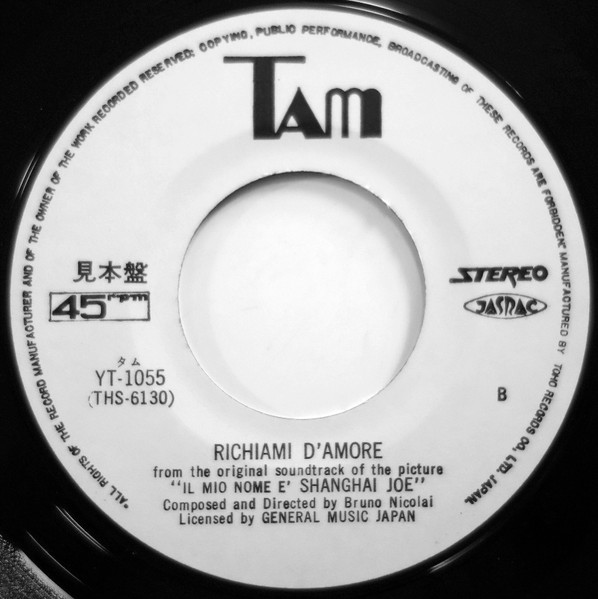 "ALL RIGHTS OF THE RECORD MANUFACTURER AND OF THE OWNER OF THE WORK RECORDED RESERVED: COPYING, PUBLIC PERFORMANCE, BROADCASTING OF THESE RECORDS ARE FORBIDDEN." MANUFACTURED BY TOHO RECORDS CO., LTD. JAPAN.
TAM
見本盤
45 rpm
STEREO
JASRAC
タム
YT-1055
(THS-6130)
B
RICHIAMI D'AMORE
from the original soundtrack of the picture
"IL MIO NOME E' SHANGHAI JOE"
Composed and Directed by Bruno Nicolai
Licensed by GENERAL MUSIC JAPAN